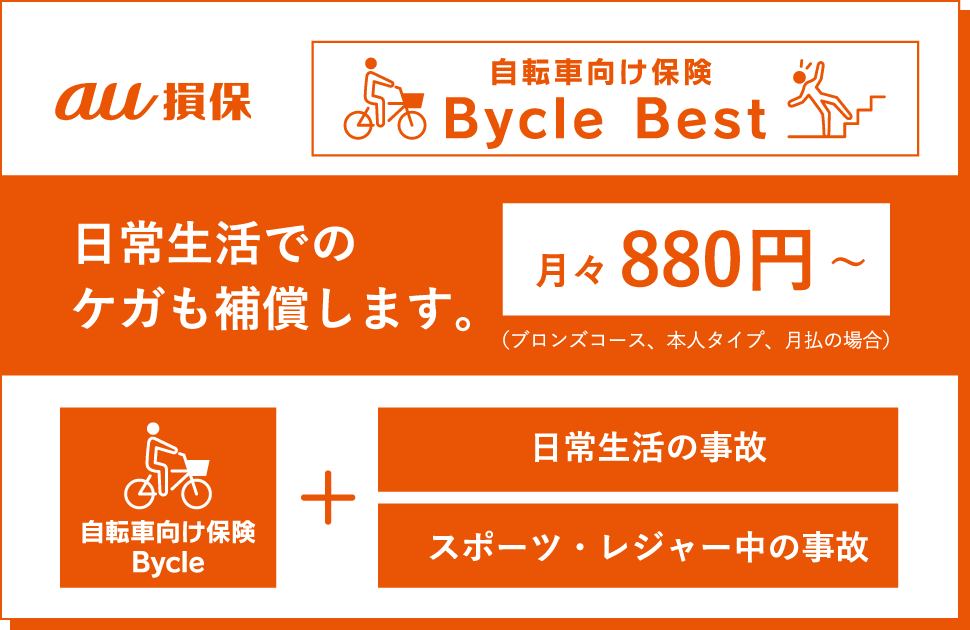 au損保
自転車向け保険
Bycle Best
日常生活での
ケガも補償します。
月々880円〜
（ブロンズコース、本人タイプ、月払の場合）
自転車向け保険
Bycle
+
日常生活の事故
スポーツ・レジャー中の事故